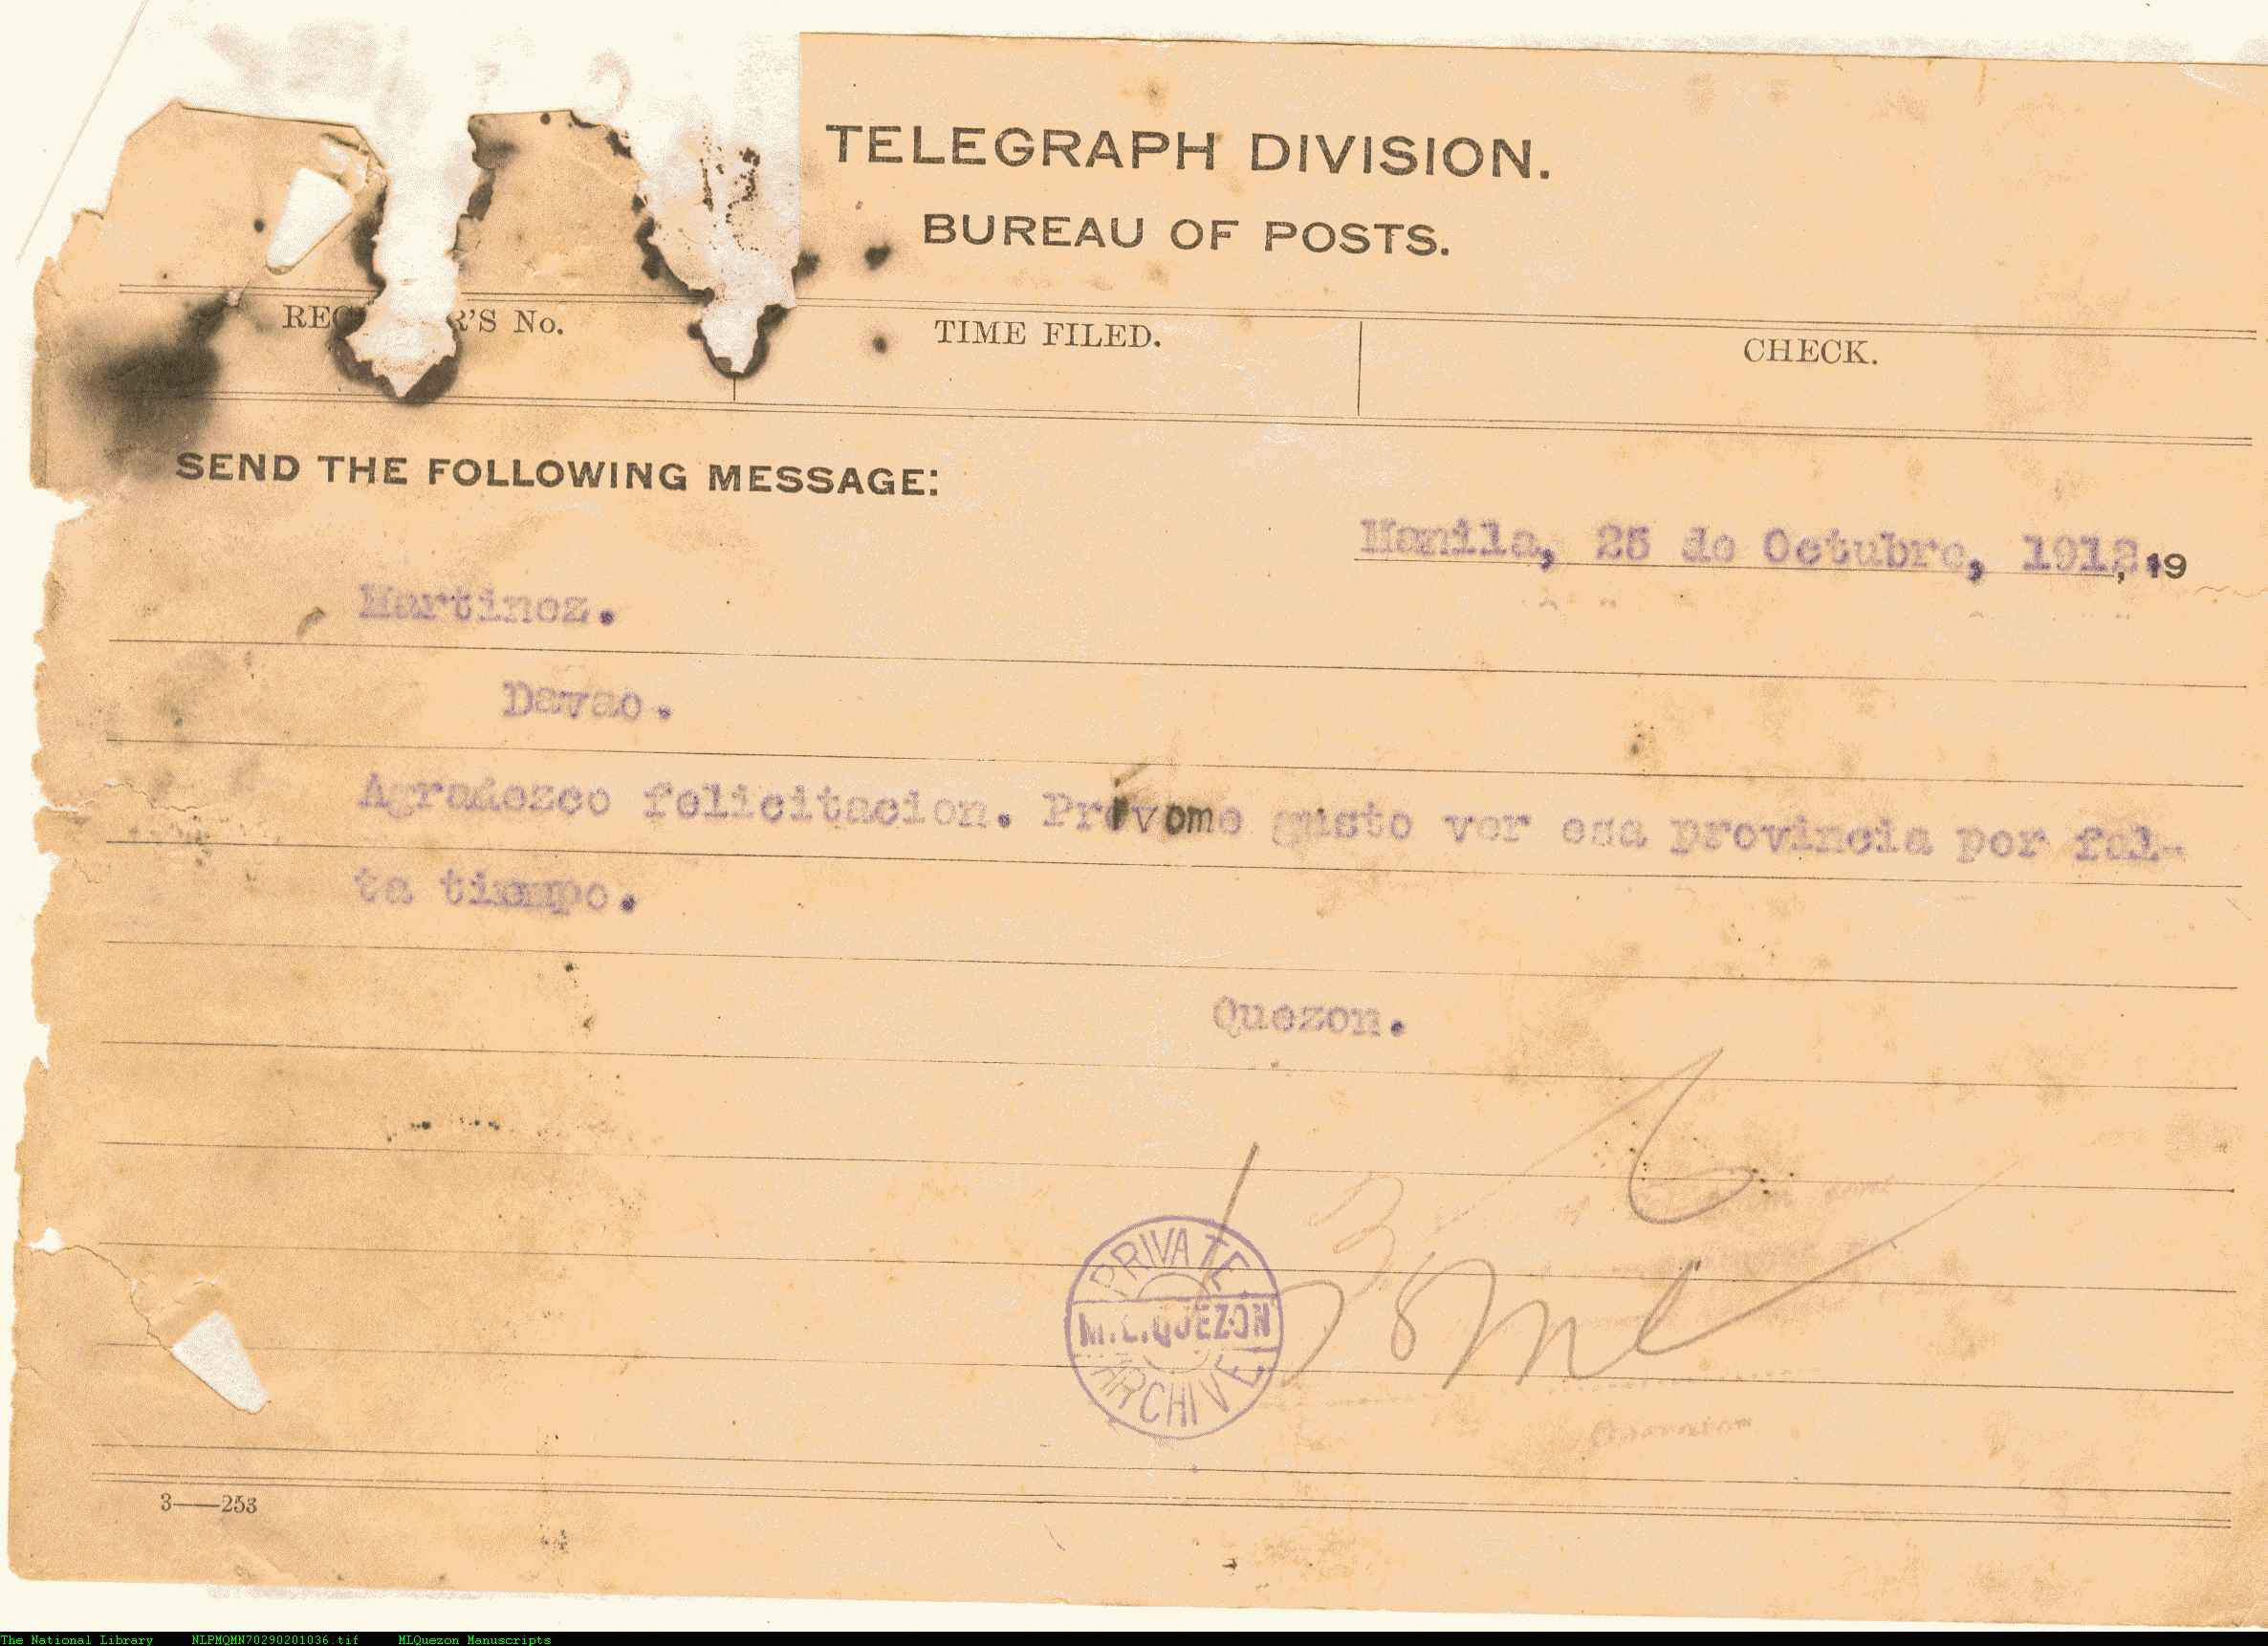 TELEGRAPH DIVISION.
BUREAU OF POSTS.
REC R'S No. TIME FILED. CHECK.
SEND THE FOLLOWING MESSAGE:
Manila, 25 de Octubre, 1912. , 19
Martinez.
Davao.
Agradezco felicitacion. Privome gusto ver esa provincia por fal-
ta tiempo.
Quezon.
PRIVATE
M.L.QUEZON
ARCHIVE
3——253
The National Library NLPMQMN70290201036.tif MLQuezon Manuscripts